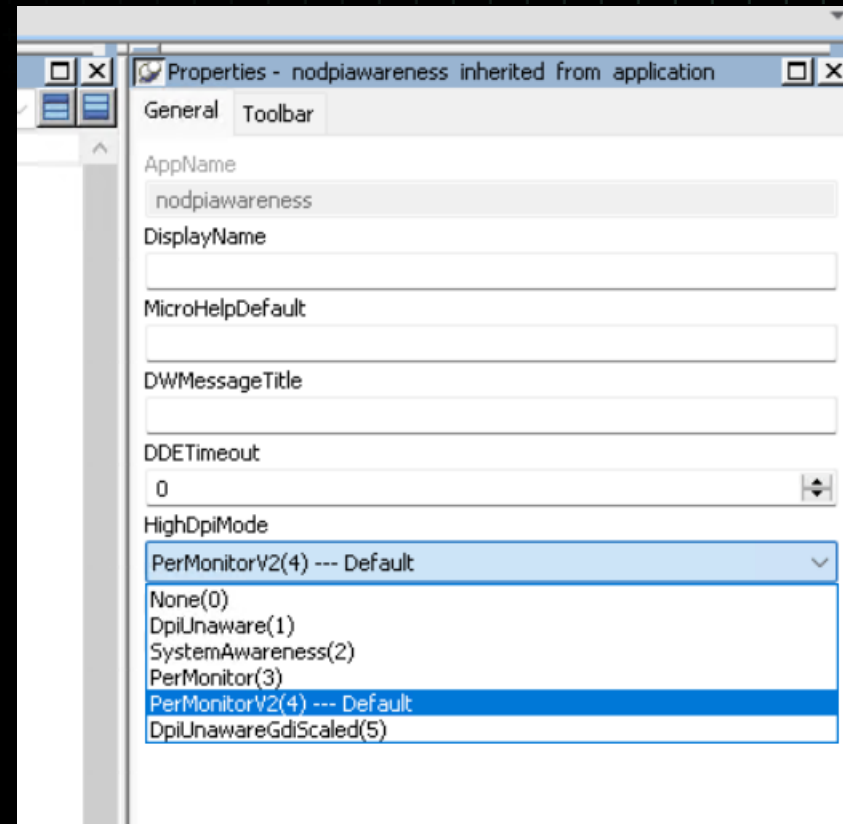 Properties - nodpiawareness inherited from application
General Toolbar
AppName
nodpiawareness
DisplayName
MicroHelpDefault
DWMessageTitle
DDETimeout
0
HighDpiMode
PerMonitorV2(4) --- Default
None(0)
DpiUnaware(1)
SystemAwareness(2)
PerMonitor(3)
PerMonitorV2(4) --- Default
DpiUnawareGdiScaled(5)